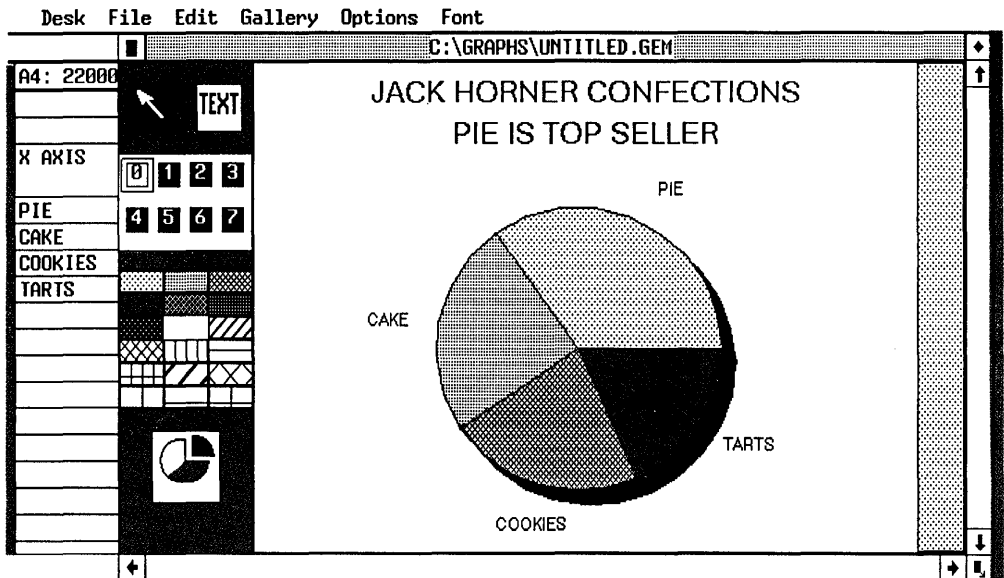 Desk File Edit Gallery Options Font
C:\GRAPHS\UNTITLED.GEM
A4: 22000
X AXIS
PIE
CAKE
COOKIES
TARTS
TEXT
0 1 2 3
4 5 6 7
JACK HORNER CONFECTIONS
PIE IS TOP SELLER
PIE
CAKE
TARTS
COOKIES